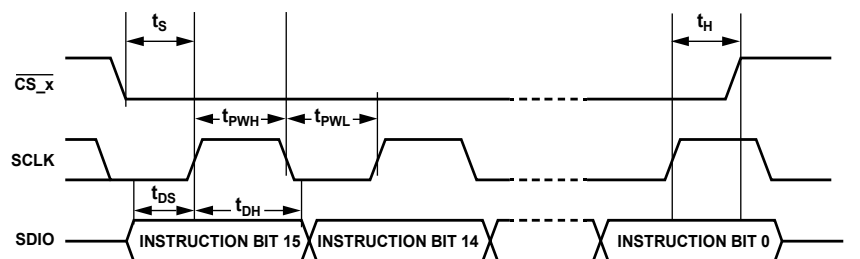 tS
tH
CS_x
tPWH
tPWL
SCLK
tDS
tDH
SDIO
INSTRUCTION BIT 15
INSTRUCTION BIT 14
INSTRUCTION BIT 0